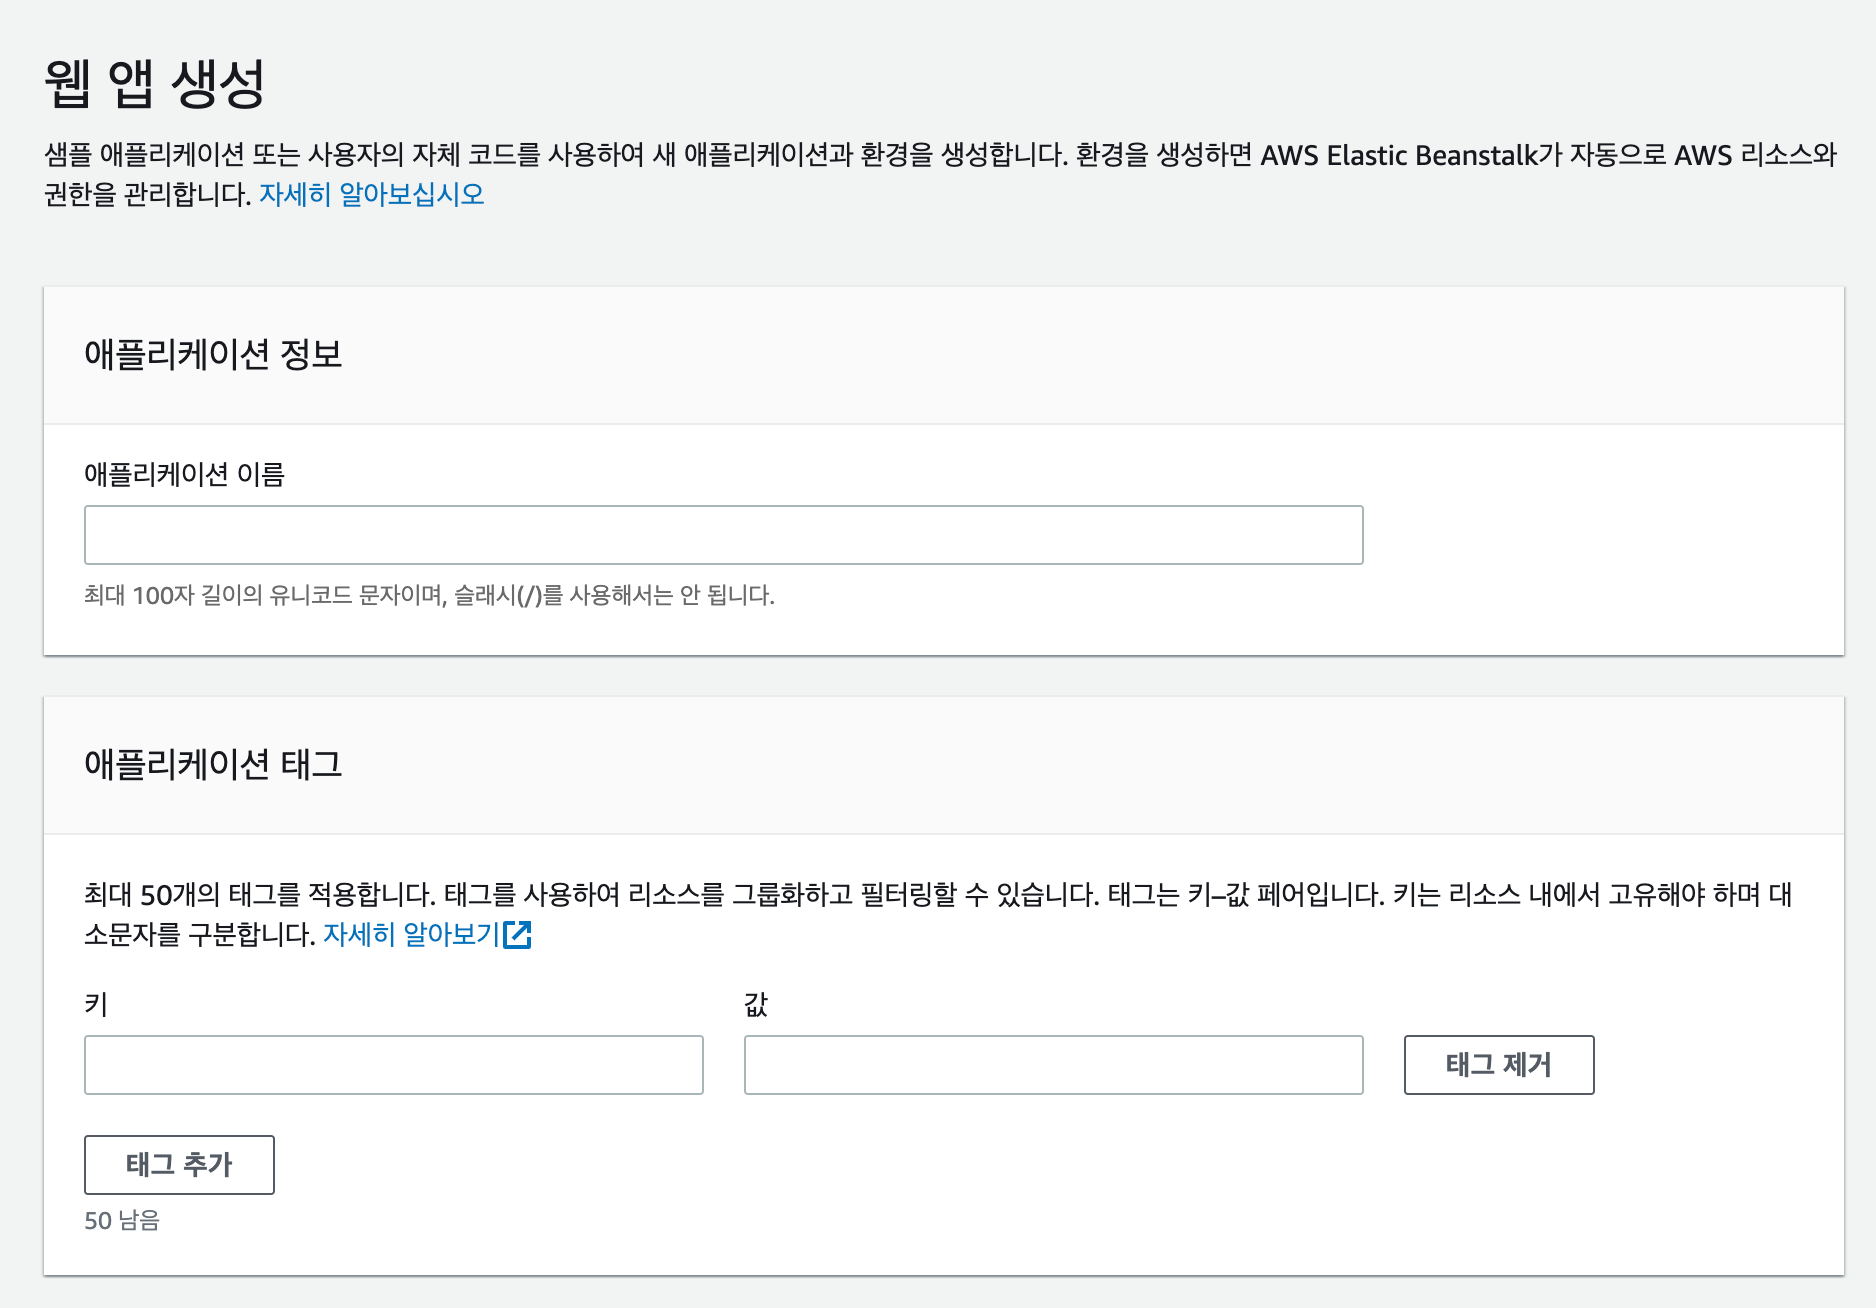 웹 앱 생성
샘플 애플리케이션 또는 사용자의 자체 코드를 사용하여 새 애플리케이션과 환경을 생성합니다. 환경을 생성하면 AWS Elastic Beanstalk가 자동으로 AWS 리소스와
권한을 관리합니다. 자세히 알아보십시오
애플리케이션 정보
애플리케이션 이름
최대 100자 길이의 유니코드 문자이며, 슬래시(/)를 사용해서는 안 됩니다.
애플리케이션 태그
최대 50개의 태그를 적용합니다. 태그를 사용하여 리소스를 그룹화하고 필터링할 수 있습니다. 태그는 키–값 페어입니다. 키는 리소스 내에서 고유해야 하며 대
소문자를 구분합니다. 자세히 알아보기
키 값
태그 제거
태그 추가
50 남음